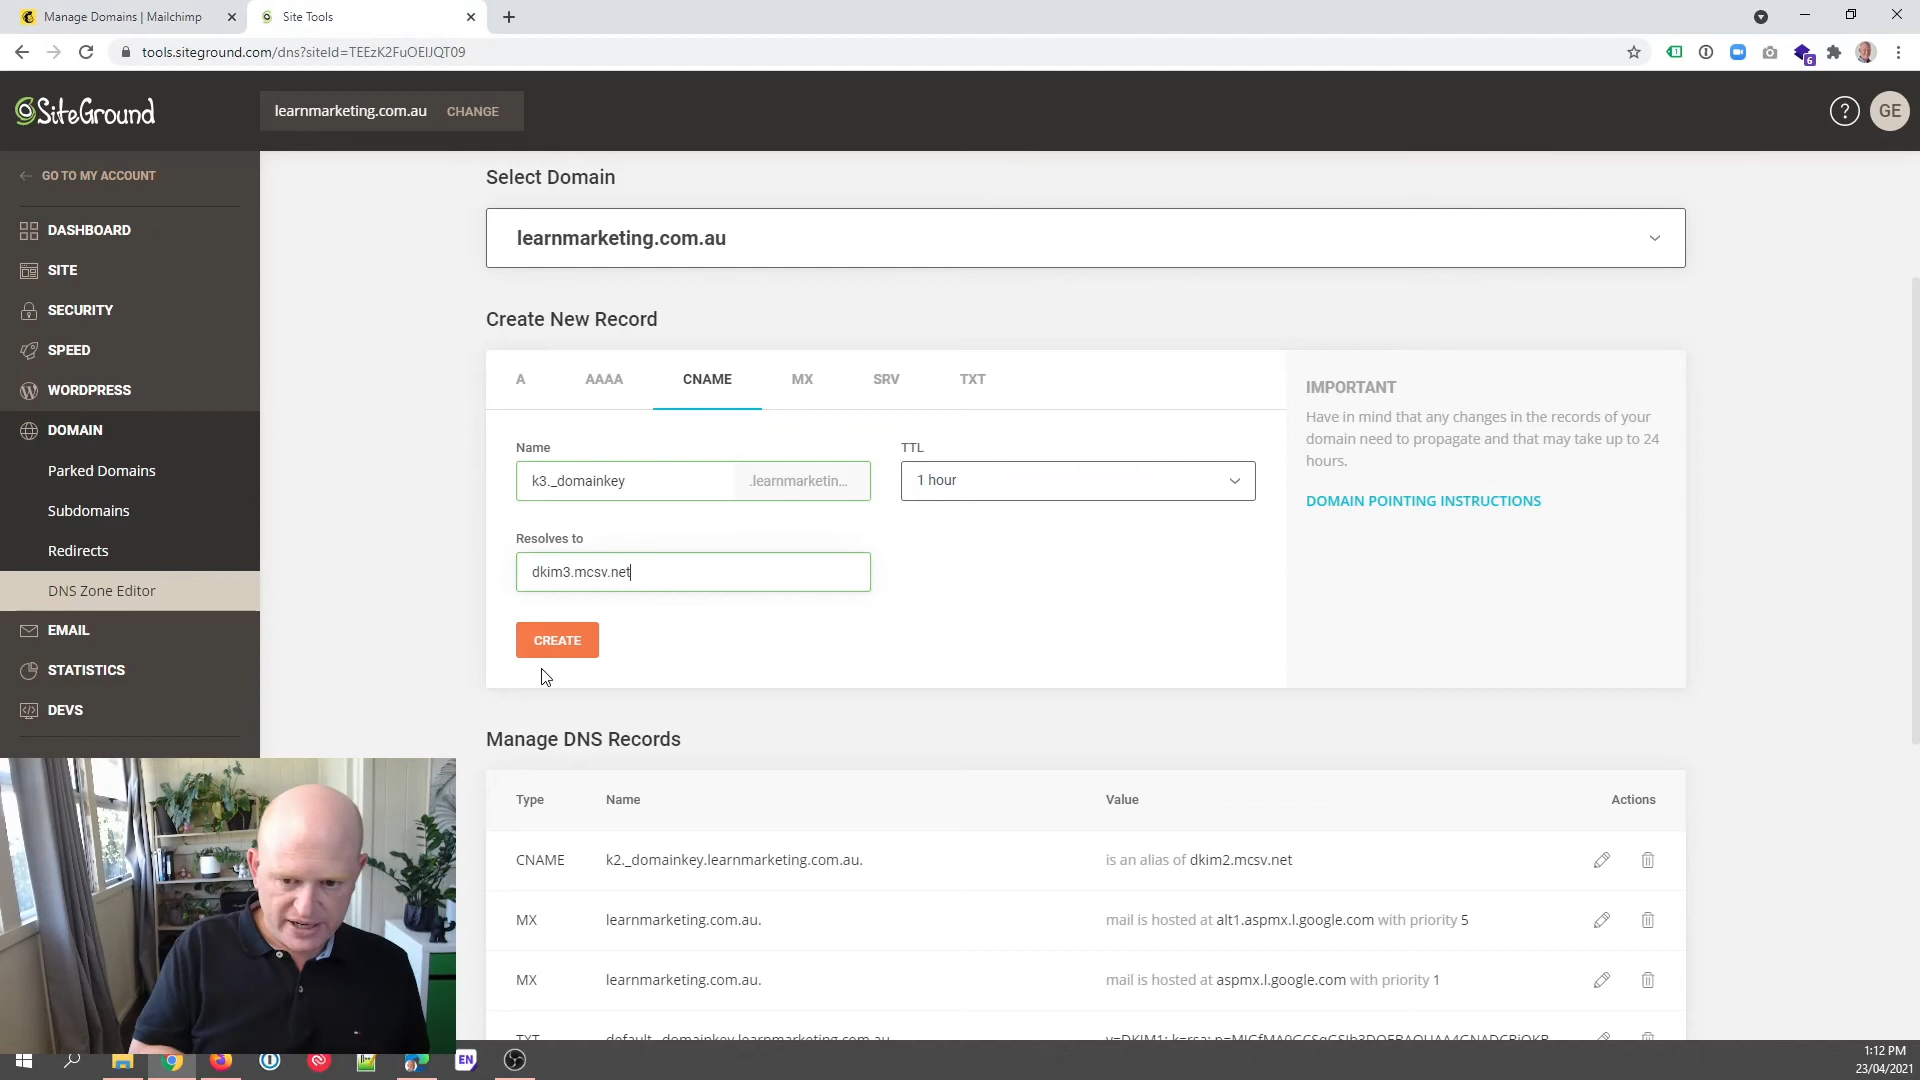 Manage Domains | Mailchimp
Site Tools
tools.siteground.com/dns?siteId=TEEzK2FuOEIJQT09
6
SiteGround
learnmarketing.com.au CHANGE
? GE
GO TO MY ACCOUNT
DASHBOARD
SITE
SECURITY
SPEED
WORDPRESS
DOMAIN
Parked Domains
Subdomains
Redirects
DNS Zone Editor
EMAIL
STATISTICS
DEVS
Select Domain
learnmarketing.com.au
Create New Record
A AAAA CNAME MX SRV TXT
Name TTL
k3._domainkey .learnmarketin... 1 hour
Resolves to
dkim3.mcsv.net
CREATE
IMPORTANT
Have in mind that any changes in the records of your
domain need to propagate and that may take up to 24
hours.
DOMAIN POINTING INSTRUCTIONS
Manage DNS Records
Type Name Value Actions
CNAME k2._domainkey.learnmarketing.com.au. is an alias of dkim2.mcsv.net
MX learnmarketing.com.au. mail is hosted at alt1.aspmx.l.google.com with priority 5
MX learnmarketing.com.au. mail is hosted at aspmx.l.google.com with priority 1
TXT default._domainkey.learnmarketing.com.au.
EN
1:12 PM
23/04/2021